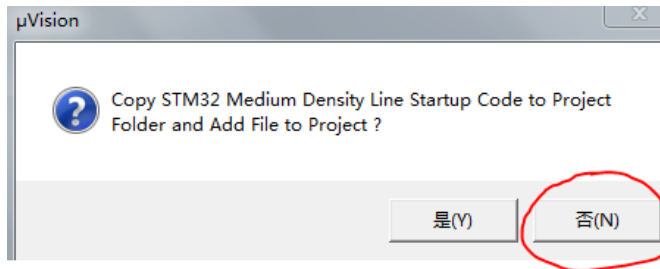 µVision
Copy STM32 Medium Density Line Startup Code to Project
Folder and Add File to Project ?
是(Y)
否(N)